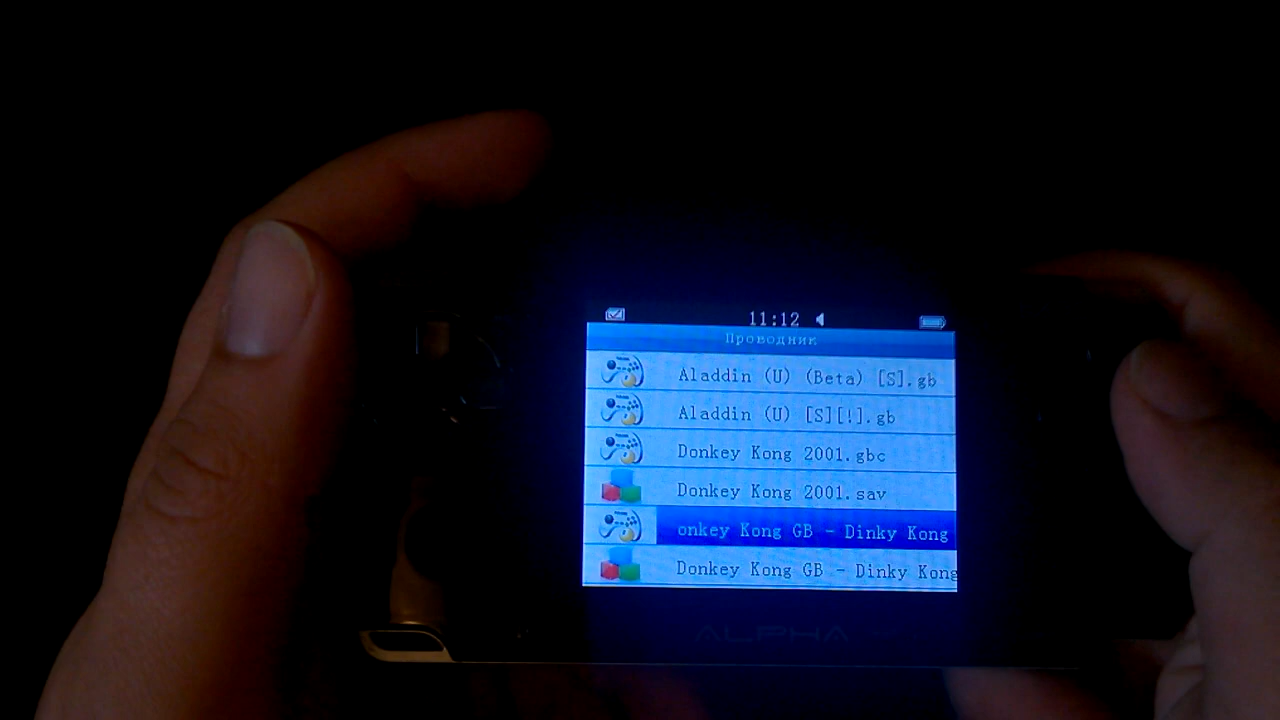 11:12
Проводник
Aladdin (U) (Beta) [S].gb
Aladdin (U) [S][!].gb
Donkey Kong 2001.gbc
Donkey Kong 2001.sav
onkey Kong GB - Dinky Kong
Donkey Kong GB - Dinky Kong
ALPHA